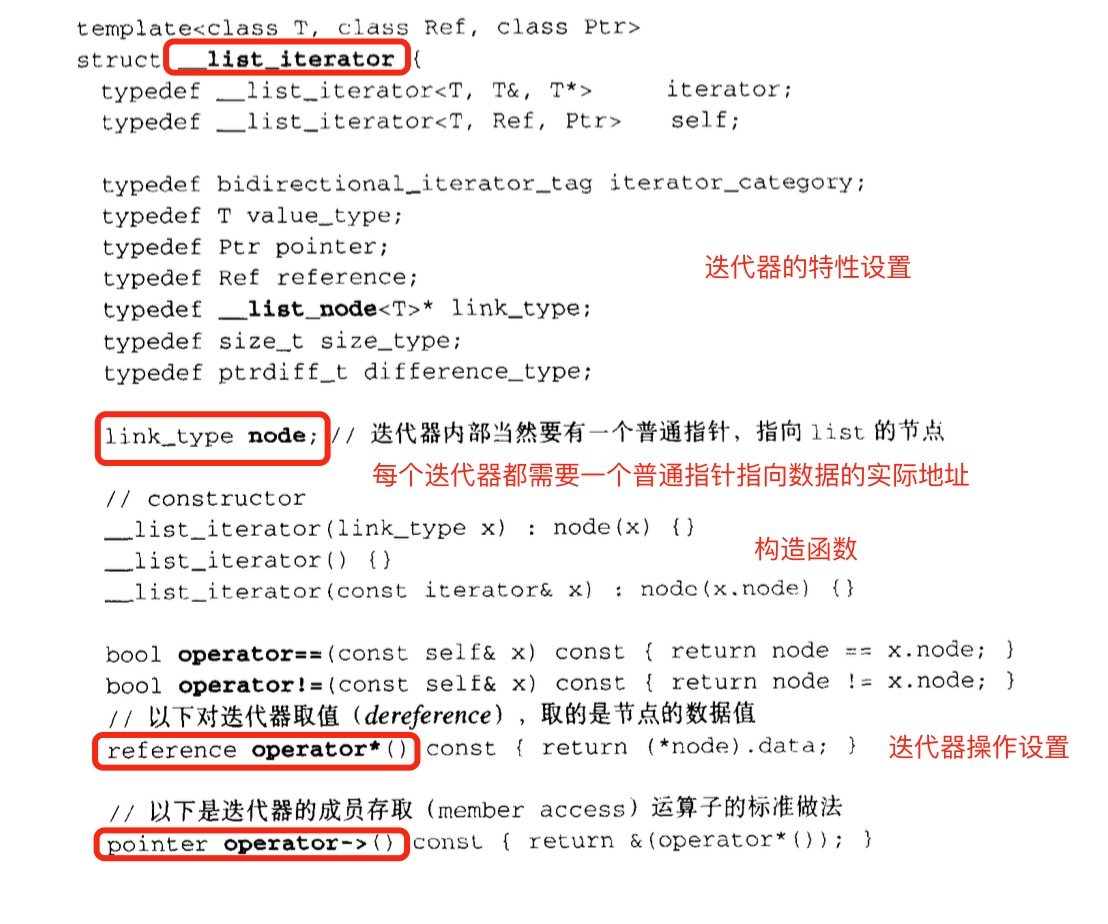 template<class T, class Ref, class Ptr>
struct __list_iterator {
typedef __list_iterator<T, T&, T*> iterator;
typedef __list_iterator<T, Ref, Ptr> self;
typedef bidirectional_iterator_tag iterator_category;
typedef T value_type;
typedef Ptr pointer;
迭代器的特性设置
typedef Ref reference;
typedef __list_node<T>* link_type;
typedef size_t size_type;
typedef ptrdiff_t difference_type;
link_type node; // 迭代器内部当然要有一个普通指针，指向 list 的节点
每个迭代器都需要一个普通指针指向数据的实际地址
// constructor
__list_iterator(link_type x) : node(x) {}
构造函数
__list_iterator() {}
__list_iterator(const iterator& x) : node(x.node) {}
bool operator==(const self& x) const { return node == x.node; }
bool operator!=(const self& x) const { return node != x.node; }
// 以下对迭代器取值（dereference），取的是节点的数据值
reference operator*() const { return (*node).data; } 迭代器操作设置
// 以下是迭代器的成员存取（member access）运算子的标准做法
pointer operator->() const { return &(operator*()); }